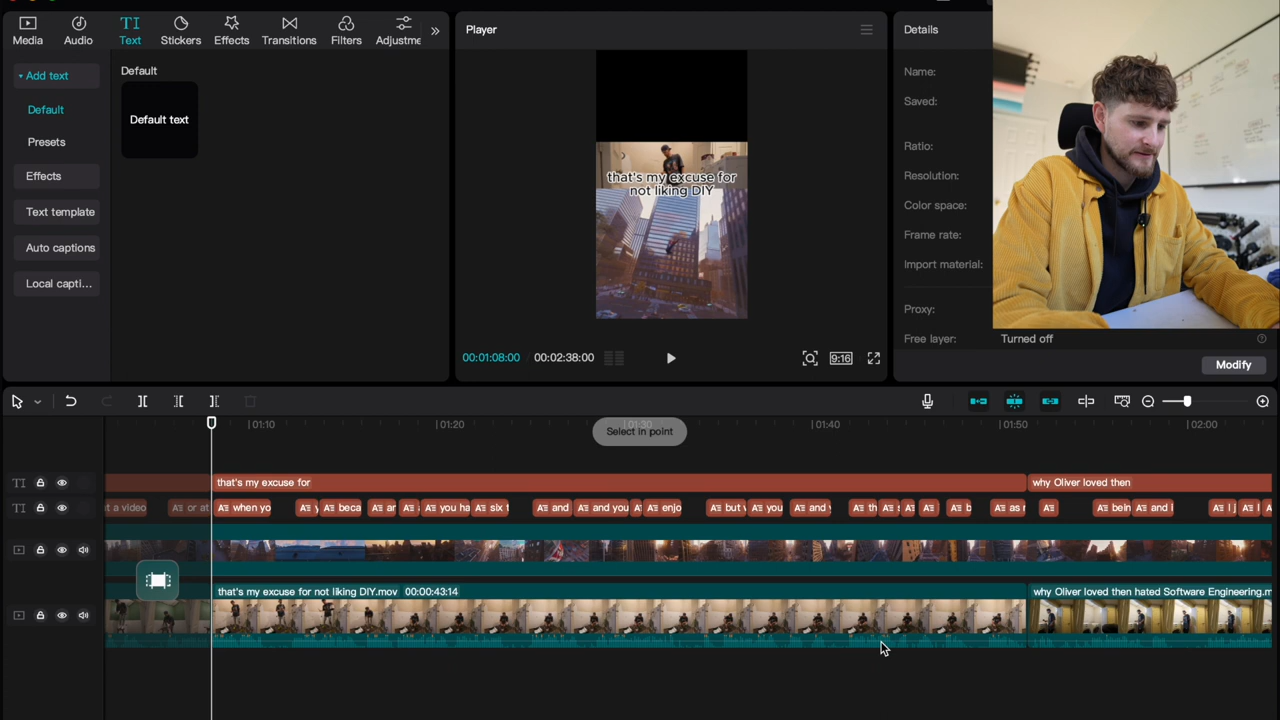 Media
Audio
Text
Stickers
Effects
Transitions
Filters
Adjustme
Add text
Default
Presets
Effects
Text template
Auto captions
Local capti...
Default
Default text
Player
that's my excuse for
not liking DIY
00:01:08:00 / 00:02:38:00
9:16
Details
Name:
Saved:
Ratio:
Resolution:
Color space:
Frame rate:
Import material:
Proxy:
Free layer: Turned off
Modify
Select in point
01:10
01:20
01:30
01:40
01:50
02:00
that's my excuse for
why Oliver loved then
t a video
or at
when yo
y
beca
ar
you ha
six t
and
and you
enjo
but
you
and y
th
b
as
bein
and I
I j
I
that's my excuse for not liking DIY.mov 00:00:43:14
why Oliver loved then hated Software Engineering.m